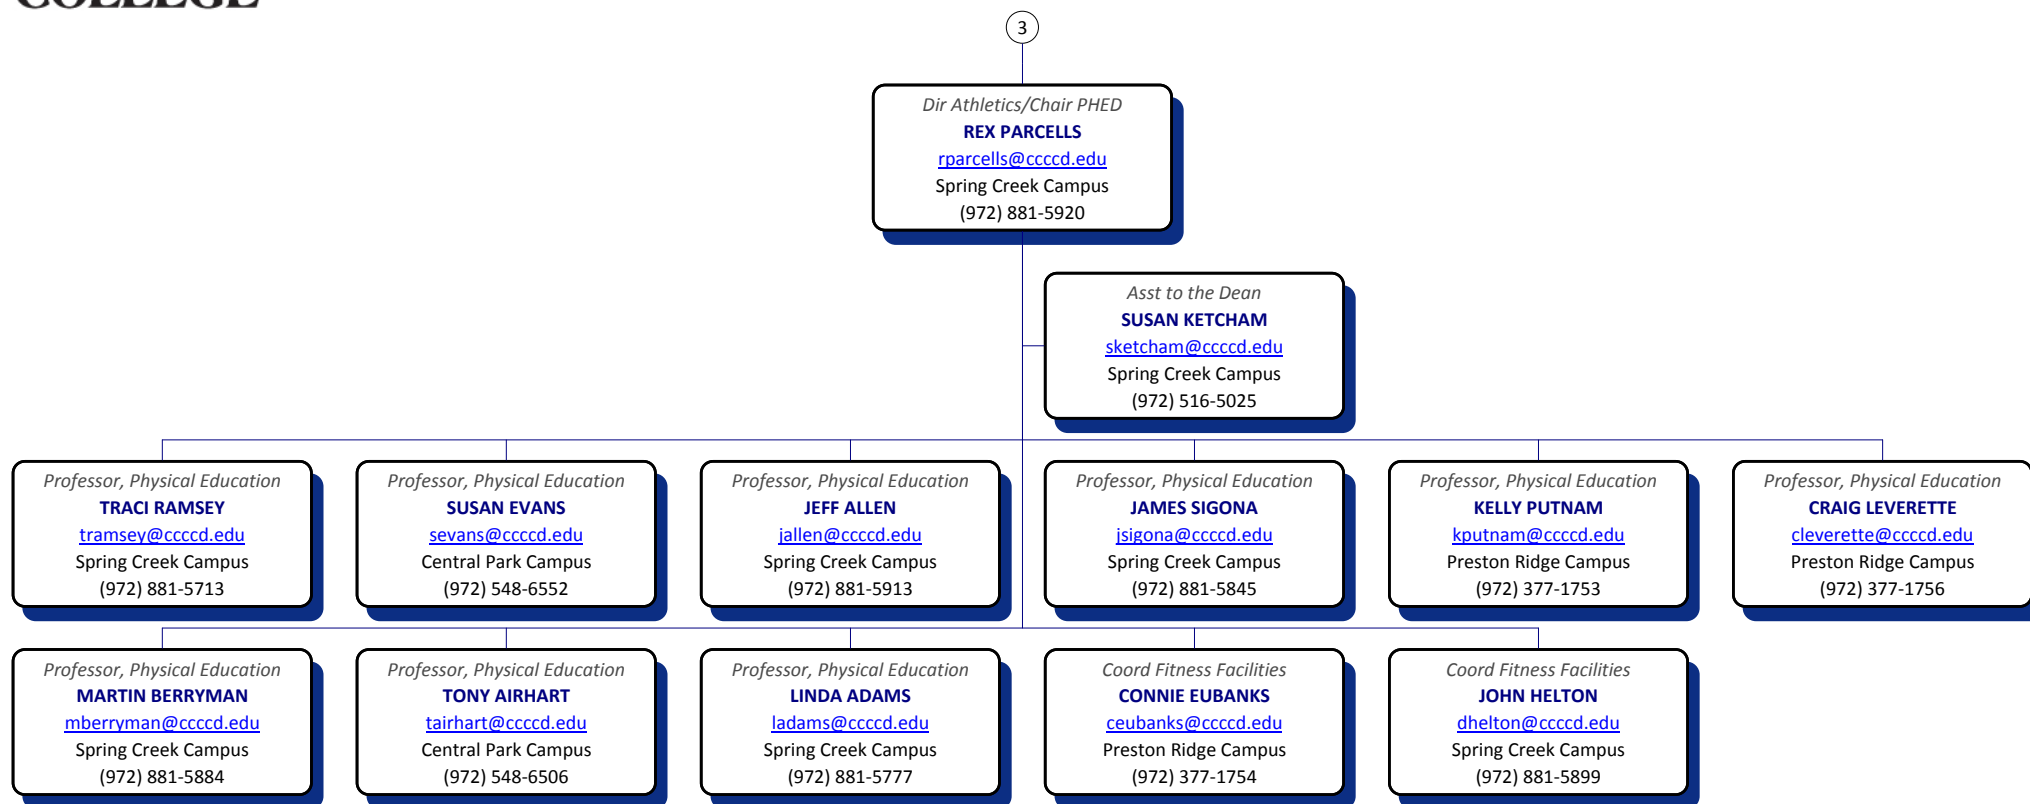 COLLEGE
3
Dir Athletics/Chair PHED
REX PARCELLS
rparcells@ccccd.edu
Spring Creek Campus
(972) 881-5920
Asst to the Dean
SUSAN KETCHAM
sketcham@ccccd.edu
Spring Creek Campus
(972) 516-5025
Professor, Physical Education
TRACI RAMSEY
tramsey@ccccd.edu
Spring Creek Campus
(972) 881-5713
Professor, Physical Education
SUSAN EVANS
sevans@ccccd.edu
Central Park Campus
(972) 548-6552
Professor, Physical Education
JEFF ALLEN
jallen@ccccd.edu
Spring Creek Campus
(972) 881-5913
Professor, Physical Education
JAMES SIGONA
jsigona@ccccd.edu
Spring Creek Campus
(972) 881-5845
Professor, Physical Education
KELLY PUTNAM
kputnam@ccccd.edu
Preston Ridge Campus
(972) 377-1753
Professor, Physical Education
CRAIG LEVERETTE
cleverette@ccccd.edu
Preston Ridge Campus
(972) 377-1756
Professor, Physical Education
MARTIN BERRYMAN
mberryman@ccccd.edu
Spring Creek Campus
(972) 881-5884
Professor, Physical Education
TONY AIRHART
tairhart@ccccd.edu
Central Park Campus
(972) 548-6506
Professor, Physical Education
LINDA ADAMS
ladams@ccccd.edu
Spring Creek Campus
(972) 881-5777
Coord Fitness Facilities
CONNIE EUBANKS
ceubanks@ccccd.edu
Preston Ridge Campus
(972) 377-1754
Coord Fitness Facilities
JOHN HELTON
dhelton@ccccd.edu
Spring Creek Campus
(972) 881-5899